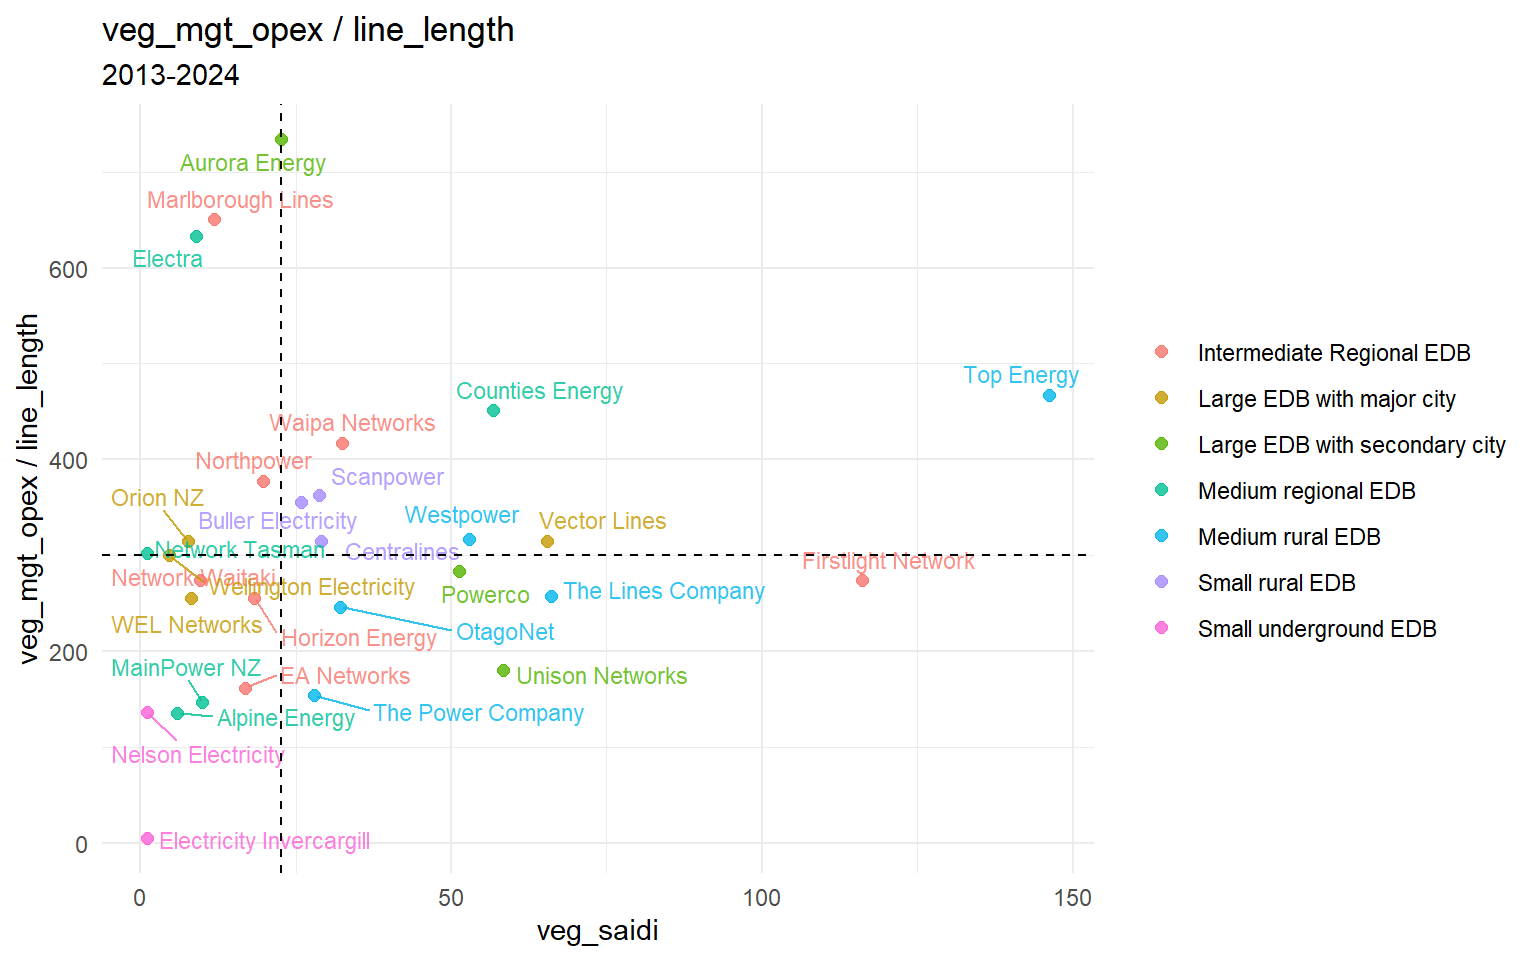 veg_mgt_opex / line_length
2013-2024
Aurora Energy
Marlborough Lines
Electra
600
Top Energy
Counties Energy
Waipa Networks
400
Northpower
Scanpower
Orion NZ
Buller Electricity
Westpower
Vector Lines
Network Tasman
Centralines
Firstlight Network
Network Waitaki
Wellington Electricity
Powerco
The Lines Company
WEL Networks
OtagoNet
Horizon Energy
200
MainPower NZ
EA Networks
Unison Networks
Alpine Energy
The Power Company
Nelson Electricity
0
Electricity Invercargill
0
50
100
150
veg_saidi
veg_mgt_opex / line_length
Intermediate Regional EDB
Large EDB with major city
Large EDB with secondary city
Medium regional EDB
Medium rural EDB
Small rural EDB
Small underground EDB